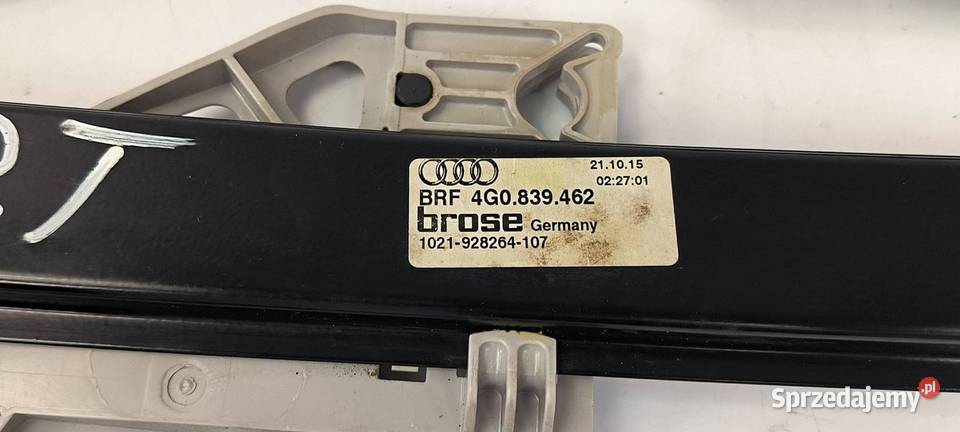 21.10.15
02:27:01
BRF 4G0.839.462
brose Germany
1021-928264-107
Sprzedajemy.pl